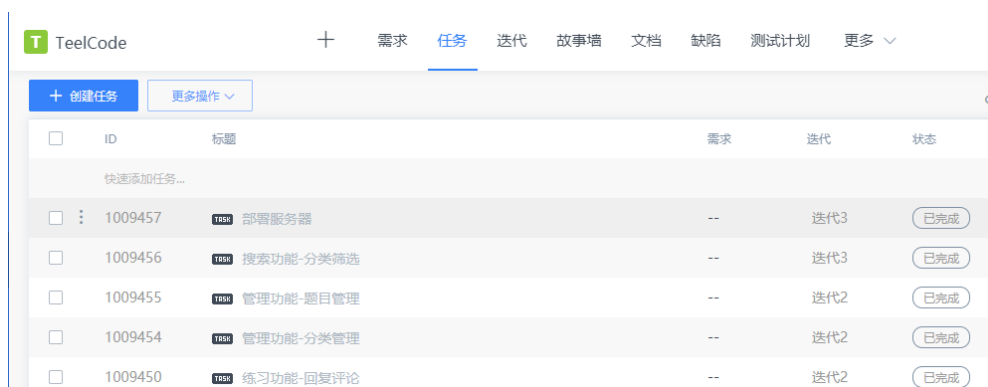 T TeelCode 需求 任务 迭代 故事墙 文档 缺陷 测试计划 更多
创建任务 更多操作
ID 标题 需求 迭代 状态
快速添加任务...
1009457 TASK 部署服务器 -- 迭代3 已完成
1009456 TASK 搜索功能-分类筛选 -- 迭代3 已完成
1009455 TASK 管理功能-题目管理 -- 迭代2 已完成
1009454 TASK 管理功能-分类管理 -- 迭代2 已完成
1009450 TASK 练习功能-回复评论 -- 迭代2 已完成